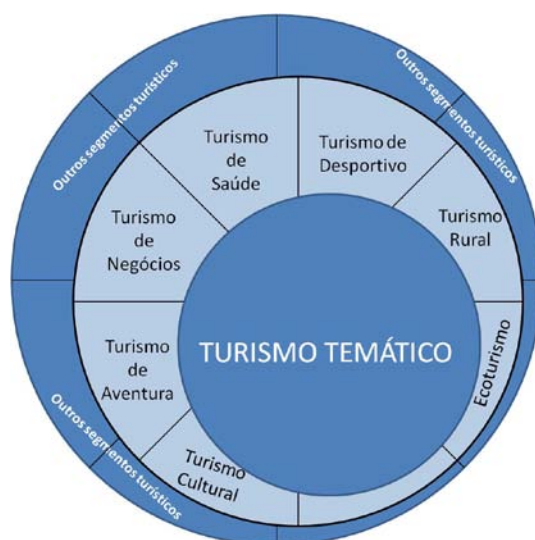 Outros segmentos turísticos
Outros segmentos turísticos
Turismo
de
Saúde
Turismo de
Desportivo
Turismo
Rural
Turismo
de
Negócios
TURISMO TEMÁTICO
Ecoturismo
Turismo
de
Aventura
Turismo
Cultural
Outros segmentos turísticos